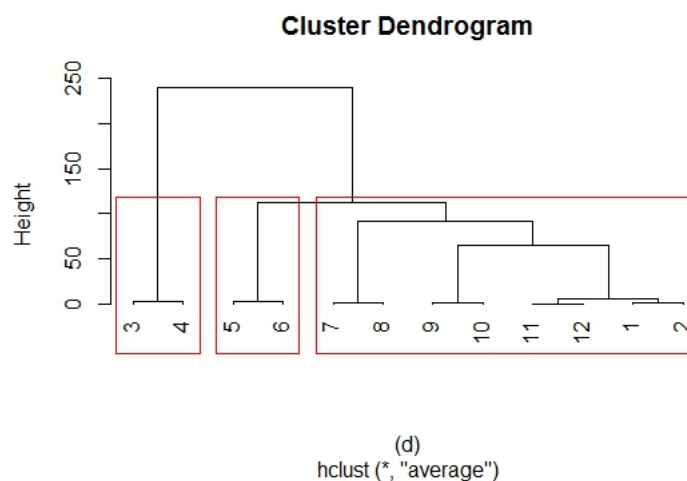 Cluster Dendrogram
Height
250
150
50
0
3 4 5 6 7 8 9 10 11 12 1 2
(d)
hclust (*, "average")